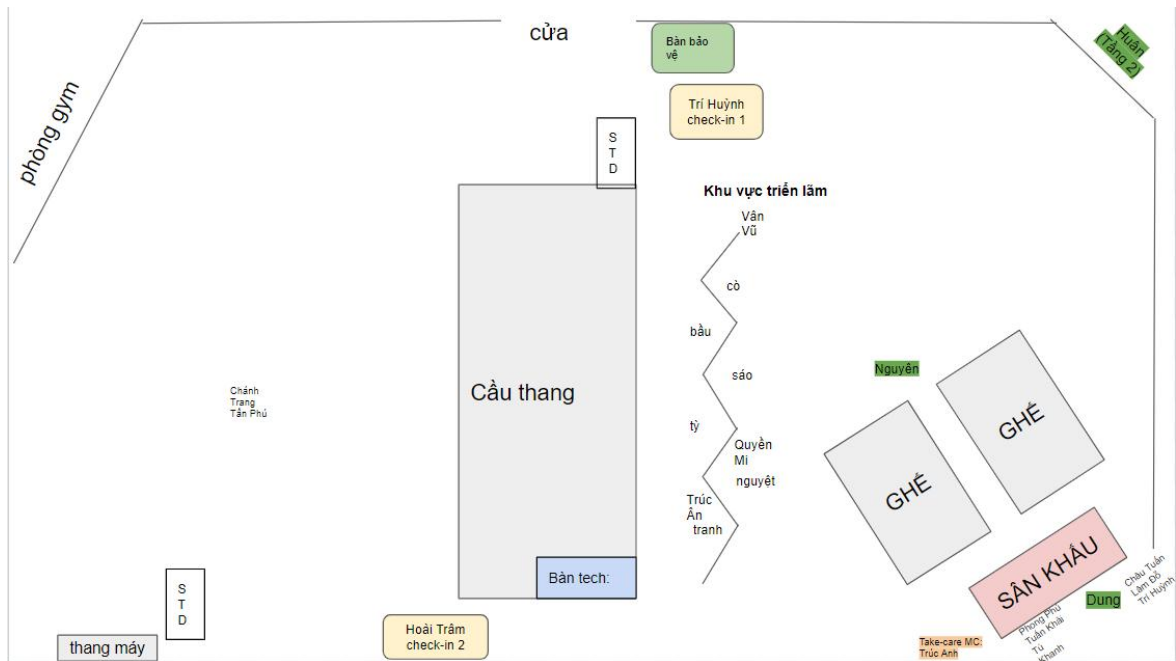 cửa
Bàn bảo
vệ
Huân
(Tầng 2)
phòng gym
Trí Huỳnh
check-in 1
S
T
D
Khu vực triển lãm
Vân
Vũ
cò
bầu
sáo
tỳ
Quyền
Mi
nguyệt
Trúc
Ân
tranh
Cầu thang
Chánh
Trang
Tấn Phú
Nguyên
GHẾ
GHẾ
SÂN KHẤU
Châu Tuấn
Lâm Đỗ
Trí Huỳnh
Dung
Phong Phú
Tuấn Khải
Tú
Khanh
Take-care MC:
Trúc Anh
Bàn tech:
S
T
D
thang máy
Hoài Trâm
check-in 2